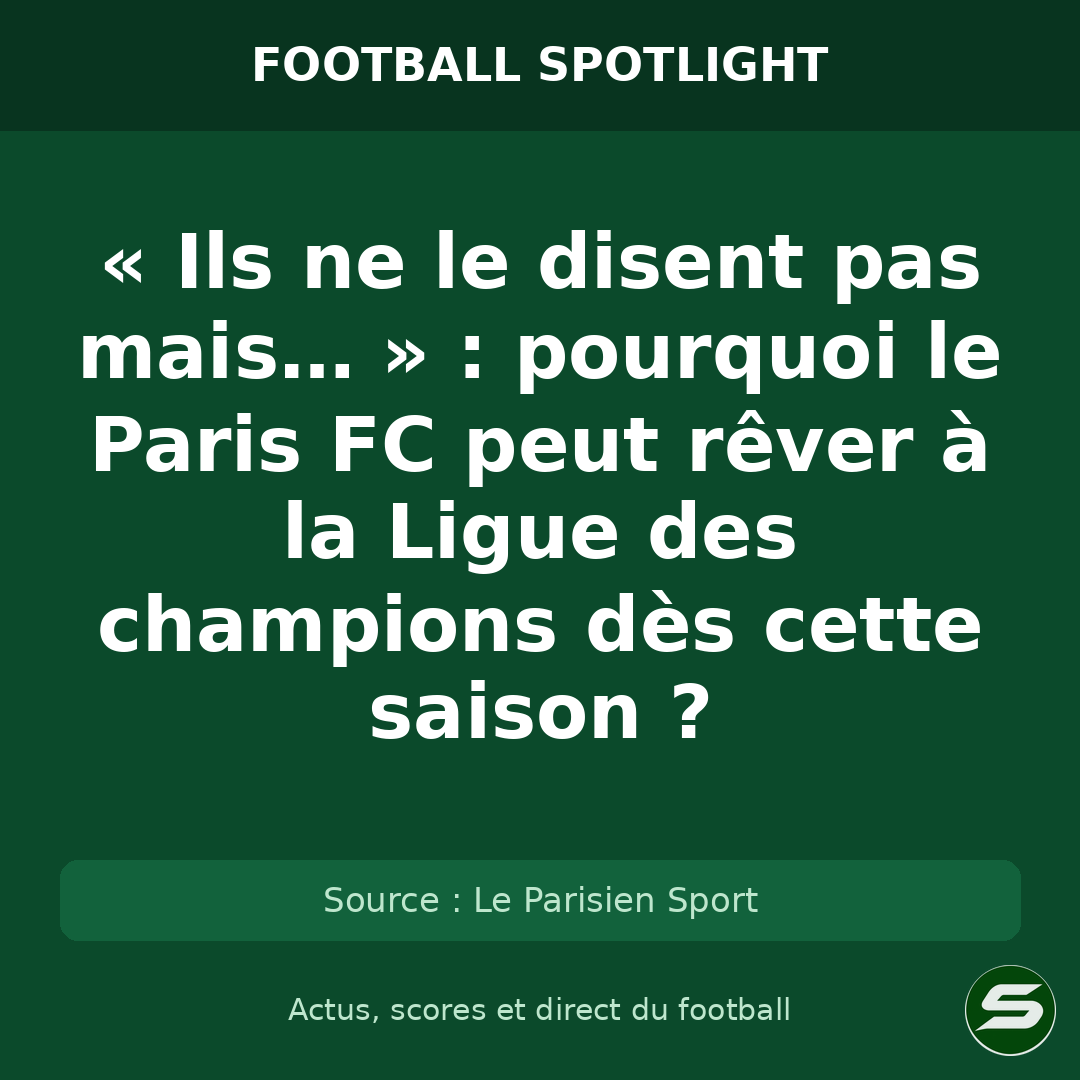 FOOTBALL SPOTLIGHT
« Ils ne le disent pas
mais… » : pourquoi le
Paris FC peut rêver à
la Ligue des
champions dès cette
saison ?
Source : Le Parisien Sport
Actus, scores et direct du football
S